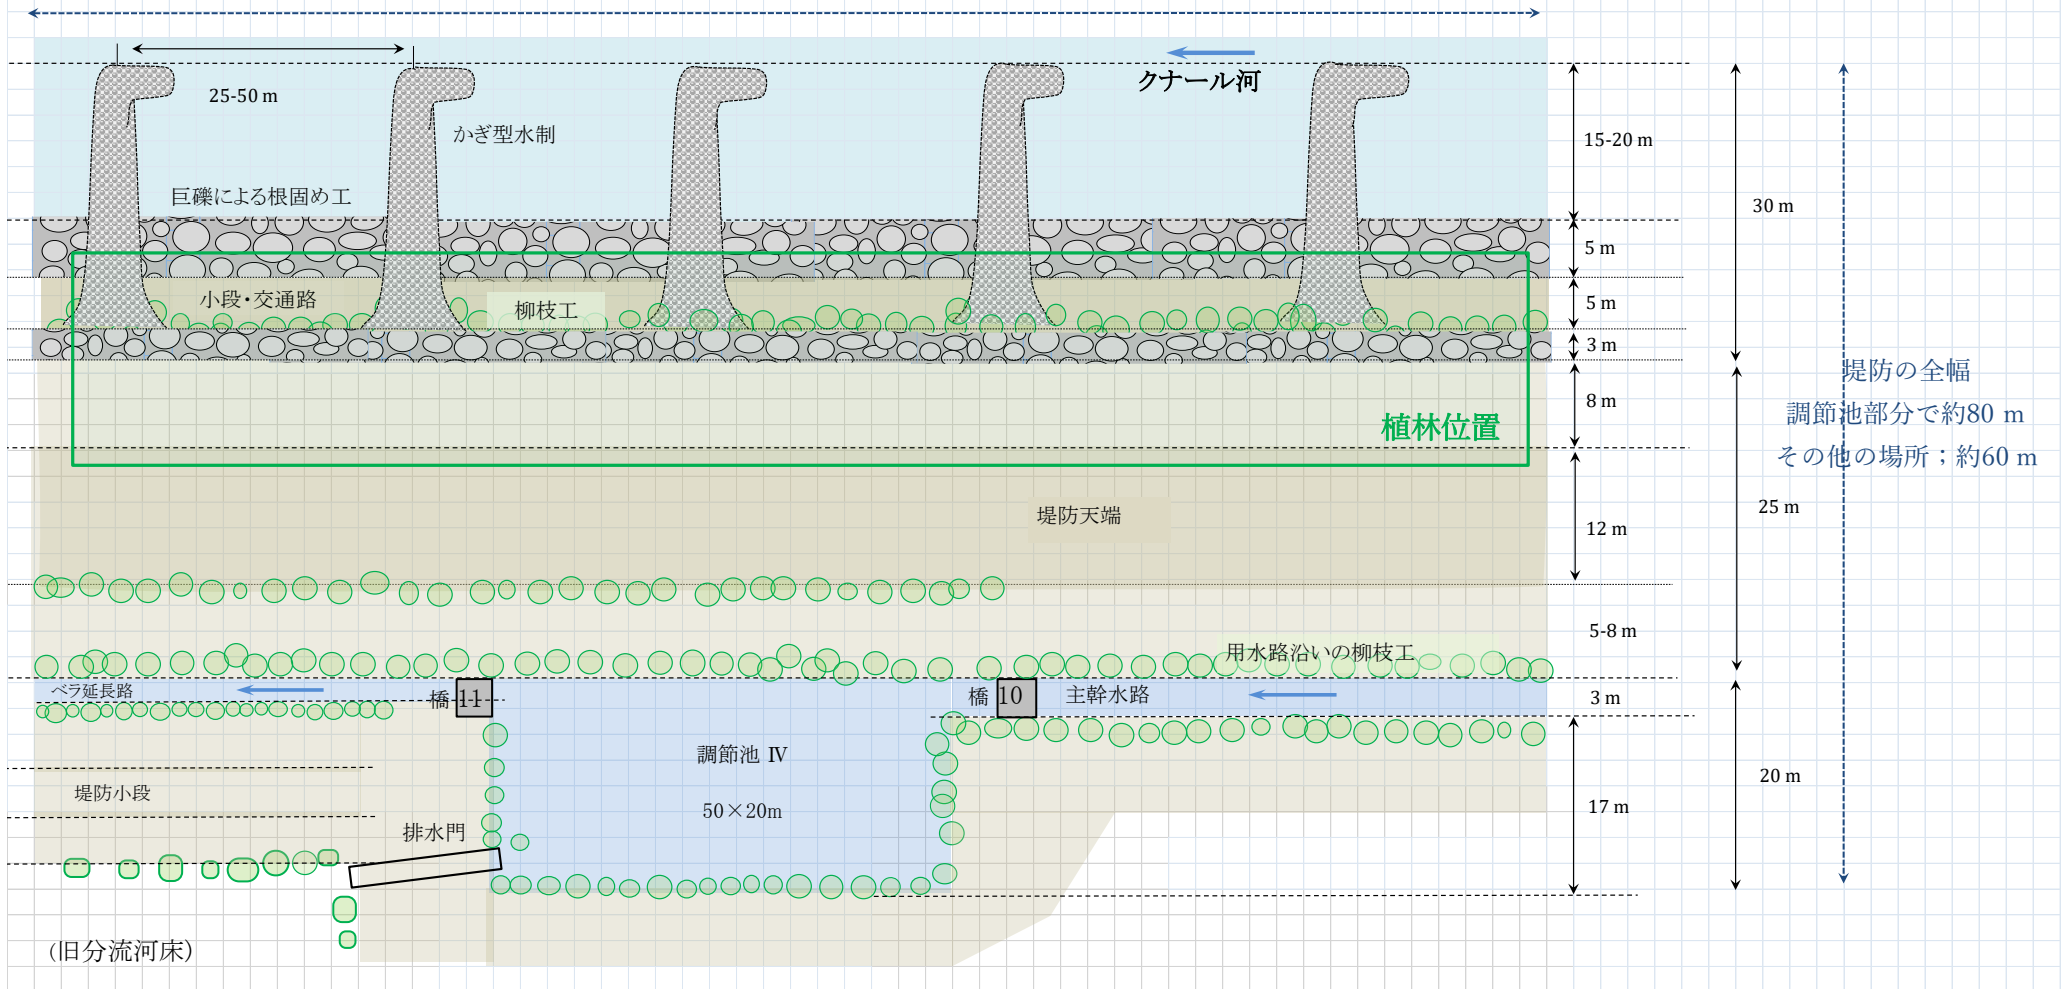 クナール河
25-50 m
かぎ型水制
15-20 m
巨礫による根固め工
30 m
5 m
小段・交通路
柳枝工
5 m
3 m
堤防の全幅
調節池部分で約80 m
その他の場所；約60 m
8 m
植林位置
堤防天端
25 m
12 m
5-8 m
用水路沿いの柳枝工
ベラ延長路
橋 11
橋 10
主幹水路
3 m
調節池 Ⅳ
50×20m
20 m
堤防小段
17 m
排水門
(旧分流河床)